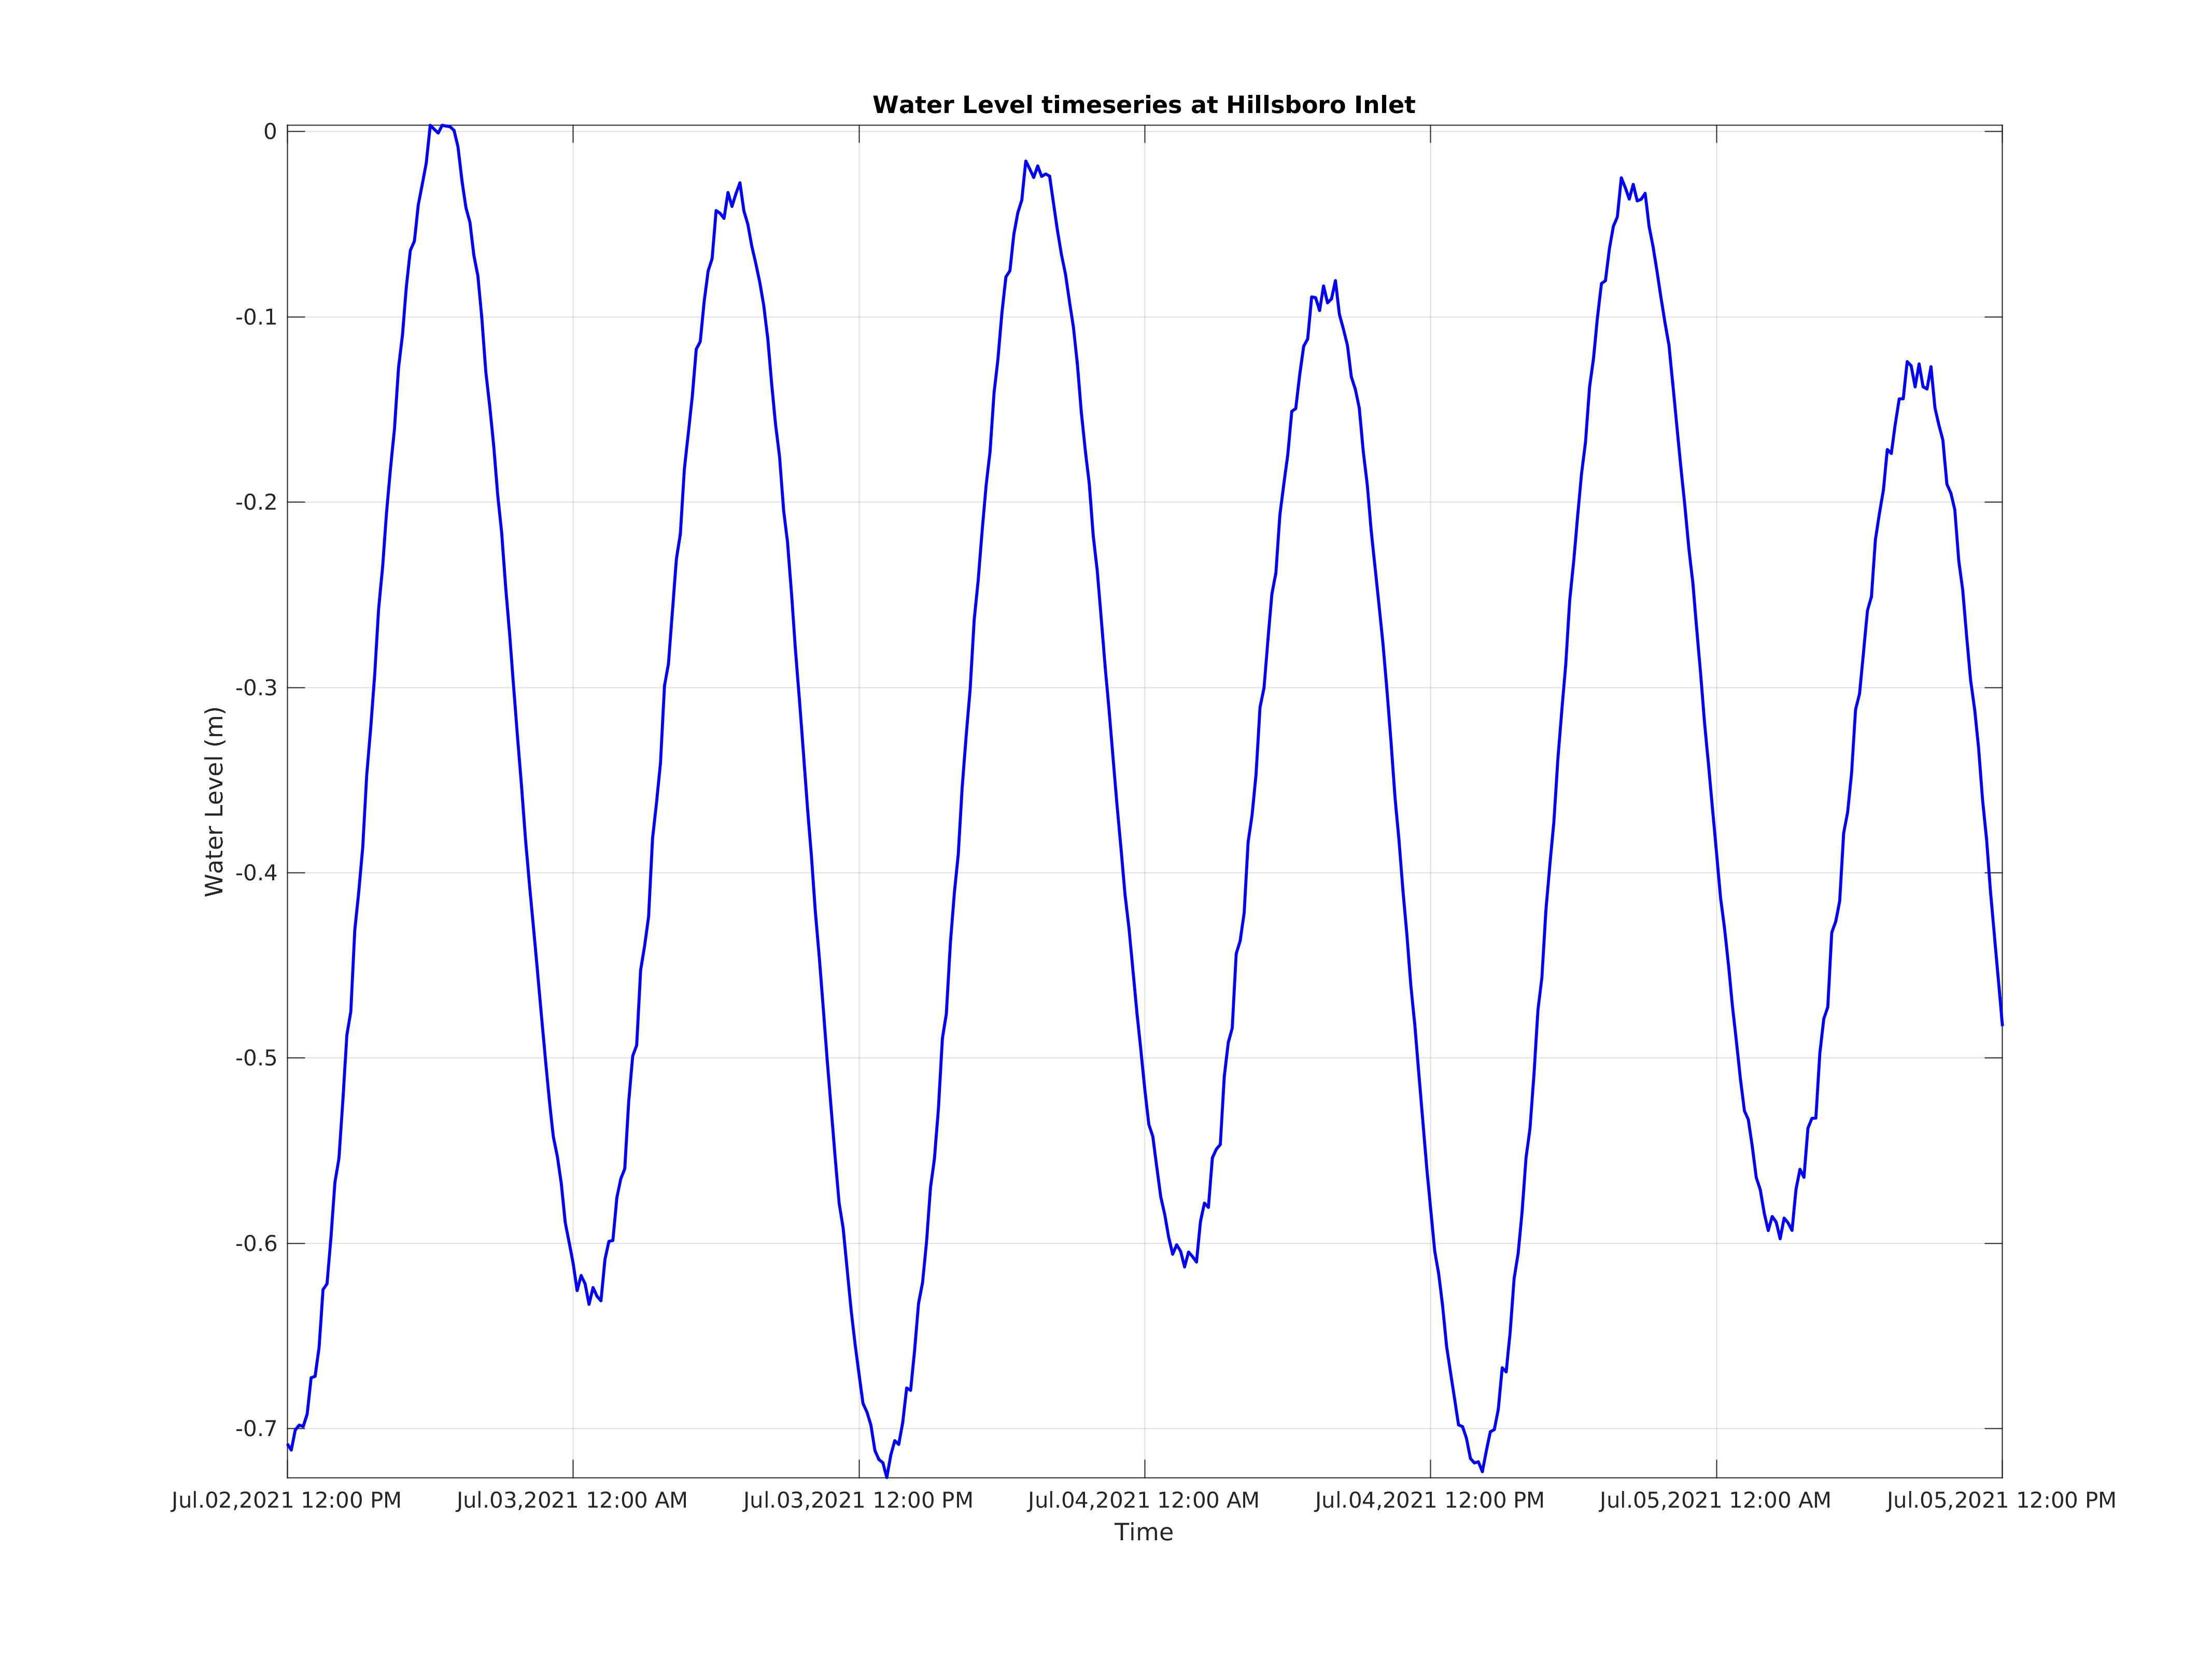 Water Level timeseries at Hillsboro Inlet
0
-0.1
-0.2
-0.3
-0.4
-0.5
-0.6
-0.7
Water Level (m)
Jul.02,2021 12:00 PM Jul.03,2021 12:00 AM Jul.03,2021 12:00 PM Jul.04,2021 12:00 AM Jul.04,2021 12:00 PM Jul.05,2021 12:00 AM Jul.05,2021 12:00 PM
Time